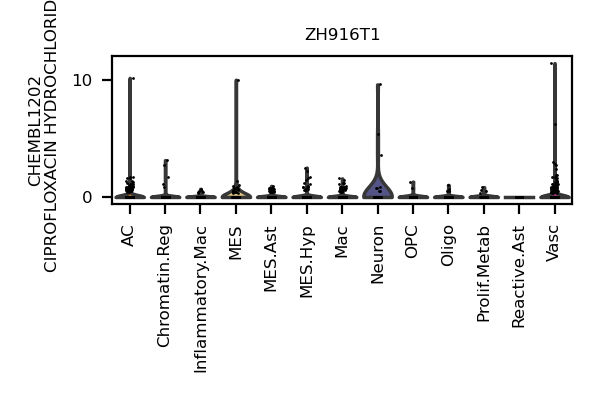 ZH916T1
CHEMBL1202
CIPROFLOXACIN HYDROCHLORID
10
0
AC
Chromatin.Reg
Inflammatory.Mac
MES
MES.Ast
MES.Hyp
Mac
Neuron
OPC
Oligo
Prolif.Metab
Reactive.Ast
Vasc